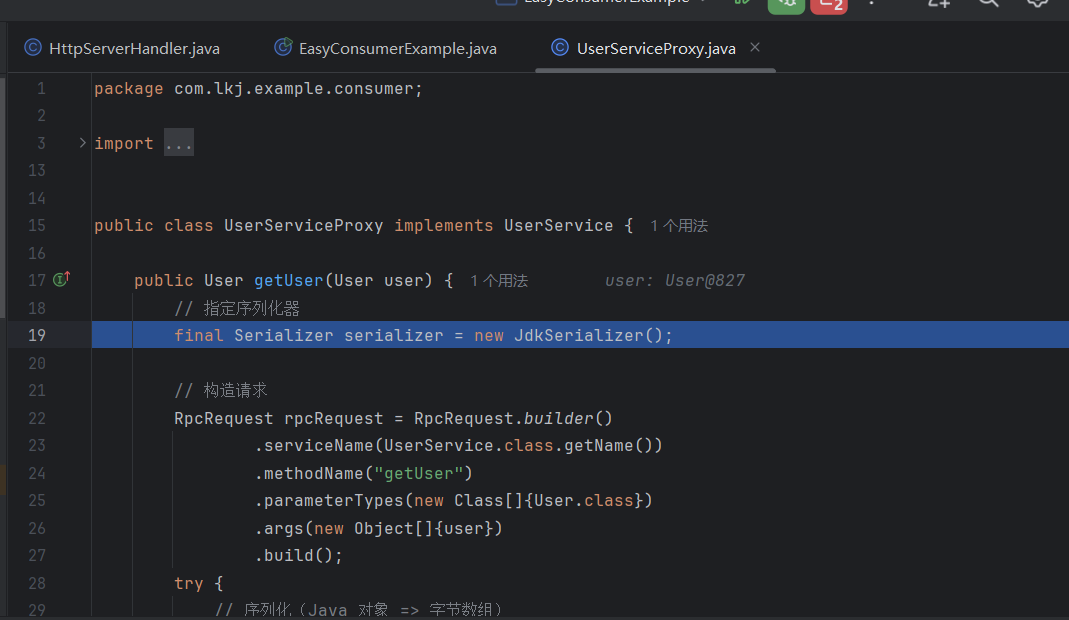 EasyConsumerExample
2
HttpServerHandler.java EasyConsumerExample.java UserServiceProxy.java
1 package com.lkj.example.consumer;
2
3 import ...
13
14
15 public class UserServiceProxy implements UserService { 1个用法
16
17 public User getUser(User user) { 1个用法 user: User@827
18 // 指定序列化器
19 final Serializer serializer = new JdkSerializer();
20
21 // 构造请求
22 RpcRequest rpcRequest = RpcRequest.builder()
23 .serviceName(UserService.class.getName())
24 .methodName("getUser")
25 .parameterTypes(new Class[]{User.class})
26 .args(new Object[]{user})
27 .build();
28 try {
29 // 序列化（Java 对象 => 字节数组）